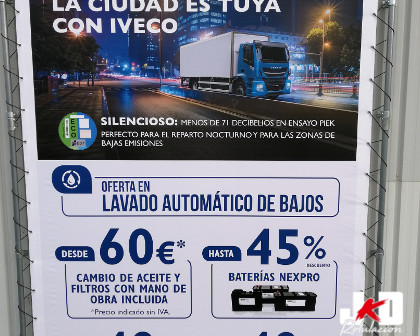 LA CIUDAD ES TUYA
CON IVECO
SILENCIOSO: MENOS DE 71 DECIBELIOS EN ENSAYO PIEK
PERFECTO PARA EL REPARTO NOCTURNO Y PARA LAS ZONAS DE
BAJAS EMISIONES
ECO
OFERTA EN
LAVADO AUTOMÁTICO DE BAJOS
DESDE 60€*
CAMBIO DE ACEITE Y
FILTROS CON MANO DE
OBRA INCLUIDA
*Precio indicado sin IVA.
HASTA 45%
DESCUENTO
BATERÍAS NEXPRO
Rotulación